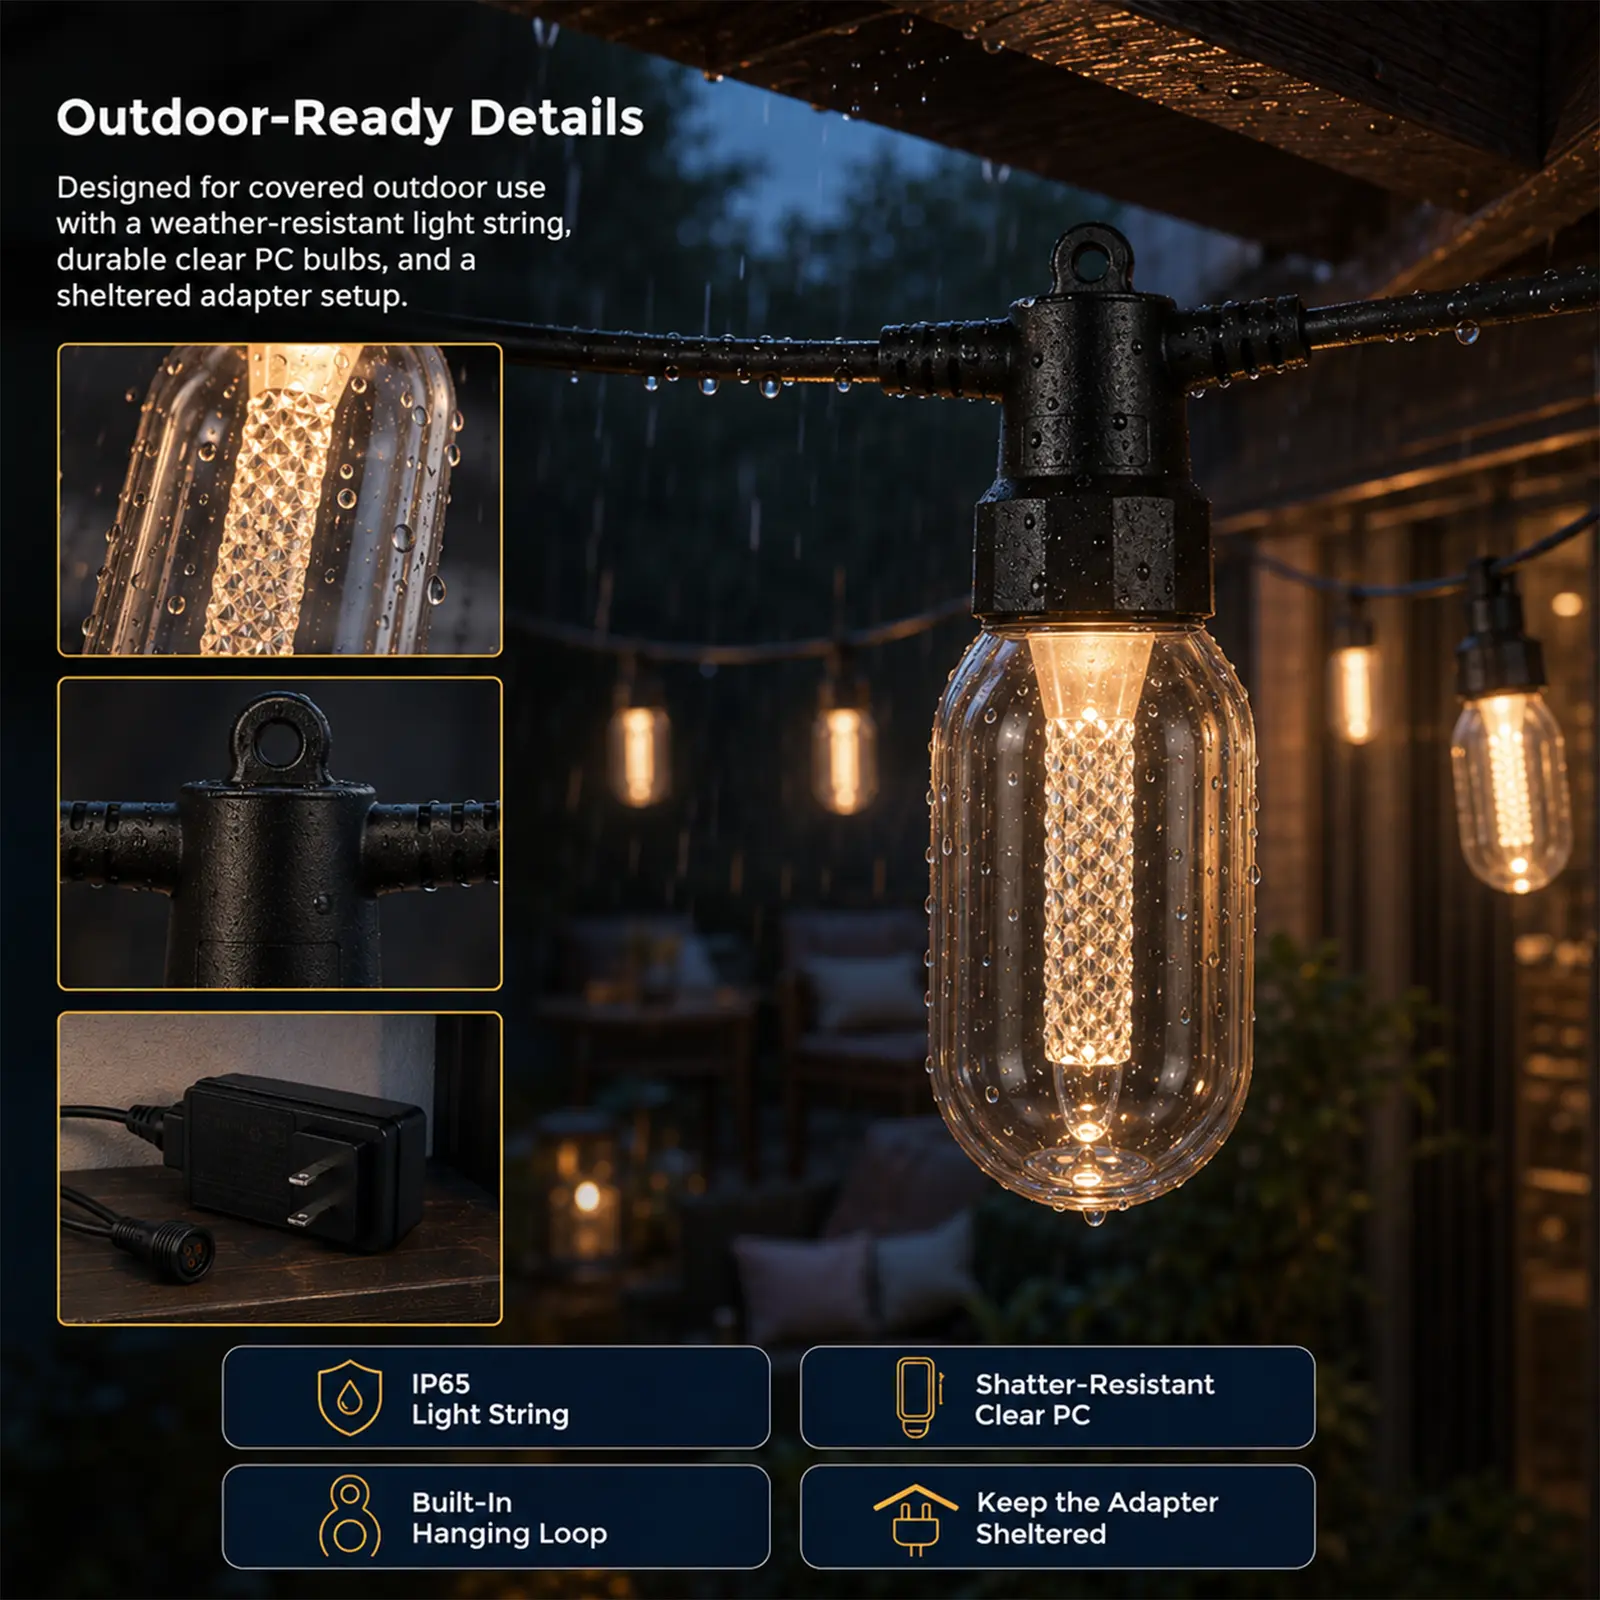 Outdoor-Ready Details
Designed for covered outdoor use
with a weather-resistant light string,
durable clear PC bulbs, and a
sheltered adapter setup.
IP65
Light String
Shatter-Resistant
Clear PC
Built-In
Hanging Loop
Keep the Adapter
Sheltered